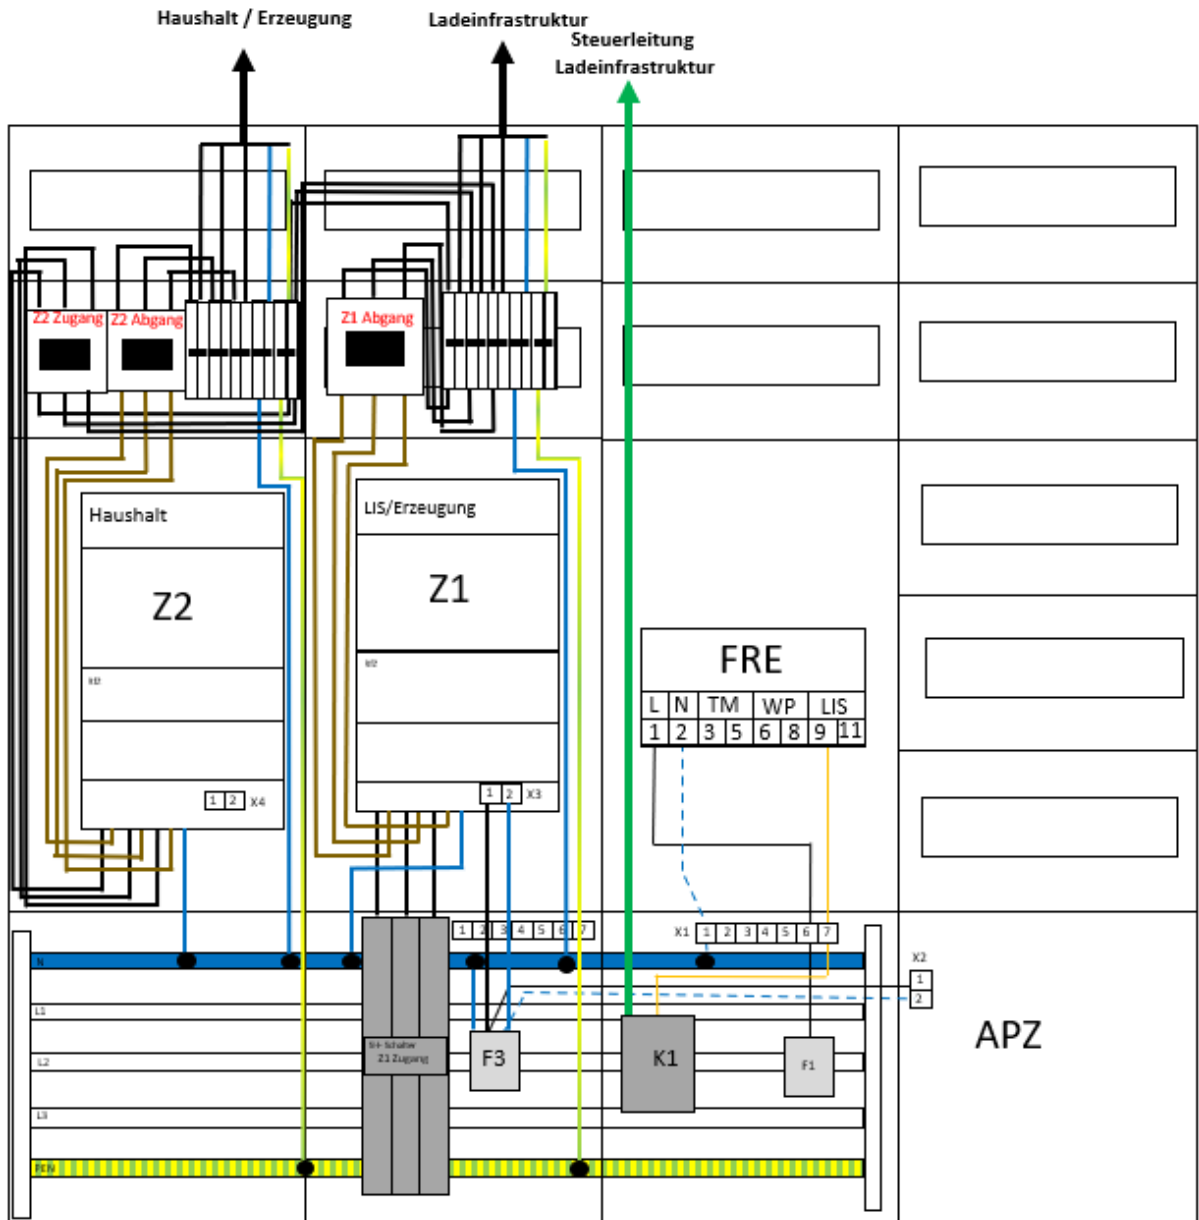 Haushalt / Erzeugung
Ladeinfrastruktur
Steuerleitung
Ladeinfrastruktur
Z2 Zugang
Z2 Abgang
Z1 Abgang
Haushalt
Z2
LIS/Erzeugung
Z1
FRE
L N TM WP LIS
1 2 3 5 6 8 9 11
1 2 X4
1 2 X3
1 2 3 4 5 6 7
X1 1 2 3 4 5 6 7
X2
1
2
N
L1
L2
L3
PEN
SH- Schalter
Z1 Zugang
F3
K1
F1
APZ